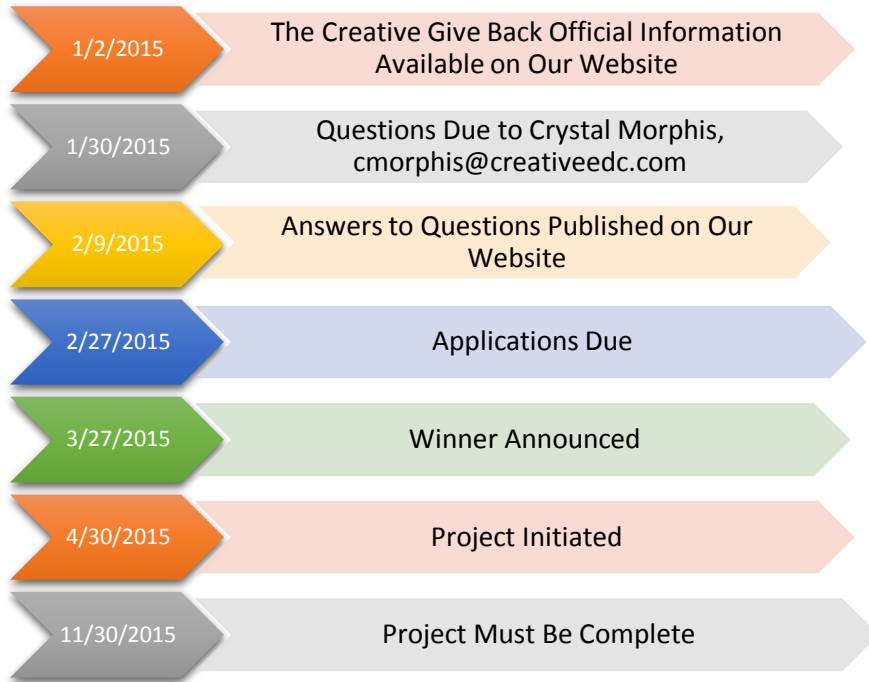 1/2/2015
The Creative Give Back Official Information
Available on Our Website
1/30/2015
Questions Due to Crystal Morphis,
cmorphis@creativeedc.com
2/9/2015
Answers to Questions Published on Our
Website
2/27/2015
Applications Due
3/27/2015
Winner Announced
4/30/2015
Project Initiated
11/30/2015
Project Must Be Complete